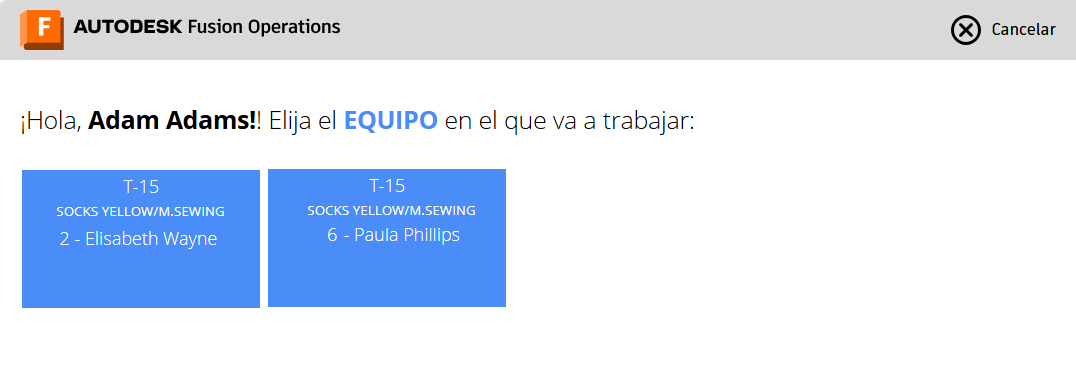 F AUTODESK Fusion Operations
Cancelar
¡Hola, Adam Adams!! Elija el EQUIPO en el que va a trabajar:
T-15
SOCKS YELLOW/M.SEWING
2 - Elisabeth Wayne
T-15
SOCKS YELLOW/M.SEWING
6 - Paula Phillips